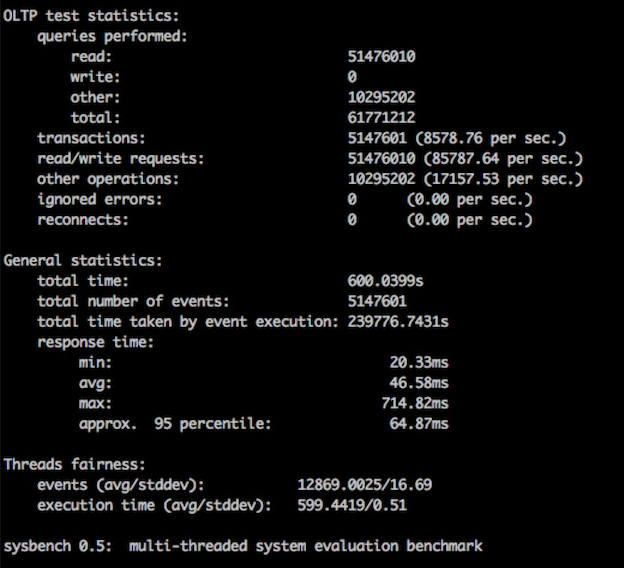 OLTP test statistics:
queries performed:
read: 51476010
write: 0
other: 10295202
total: 61771212
transactions: 5147601 (8578.76 per sec.)
read/write requests: 51476010 (85787.64 per sec.)
other operations: 10295202 (17157.53 per sec.)
ignored errors: 0 (0.00 per sec.)
reconnects: 0 (0.00 per sec.)
General statistics:
total time: 600.0399s
total number of events: 5147601
total time taken by event execution: 239776.7431s
response time:
min: 20.33ms
avg: 46.58ms
max: 714.82ms
approx. 95 percentile: 64.87ms
Threads fairness:
events (avg/stddev): 12869.0025/16.69
execution time (avg/stddev): 599.4419/0.51
sysbench 0.5: multi-threaded system evaluation benchmark